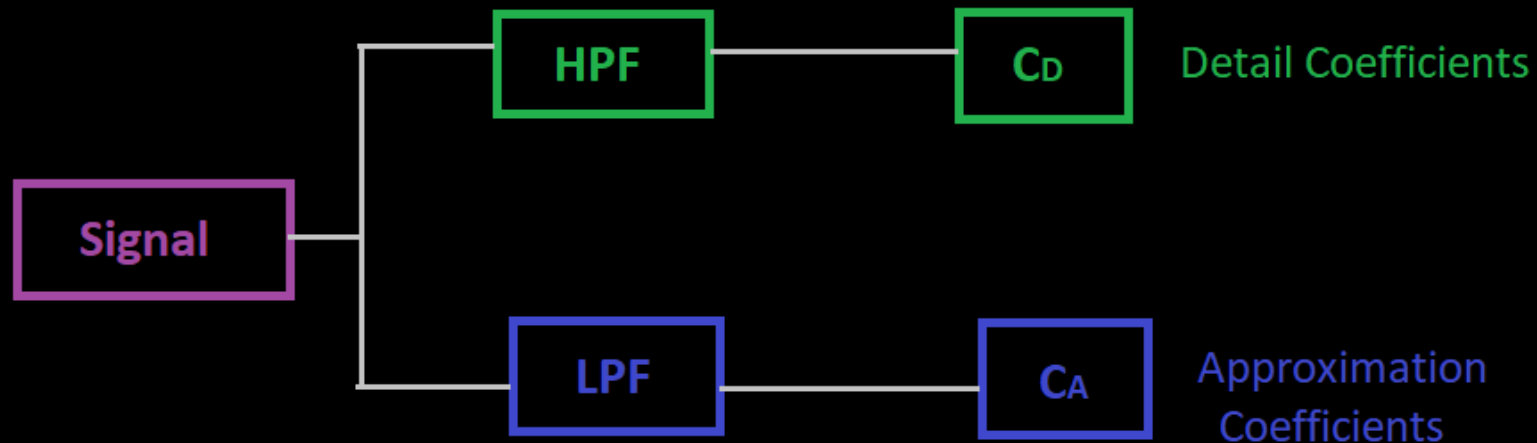 HPF
CD
Detail Coefficients
Signal
LPF
CA
Approximation
Coefficients